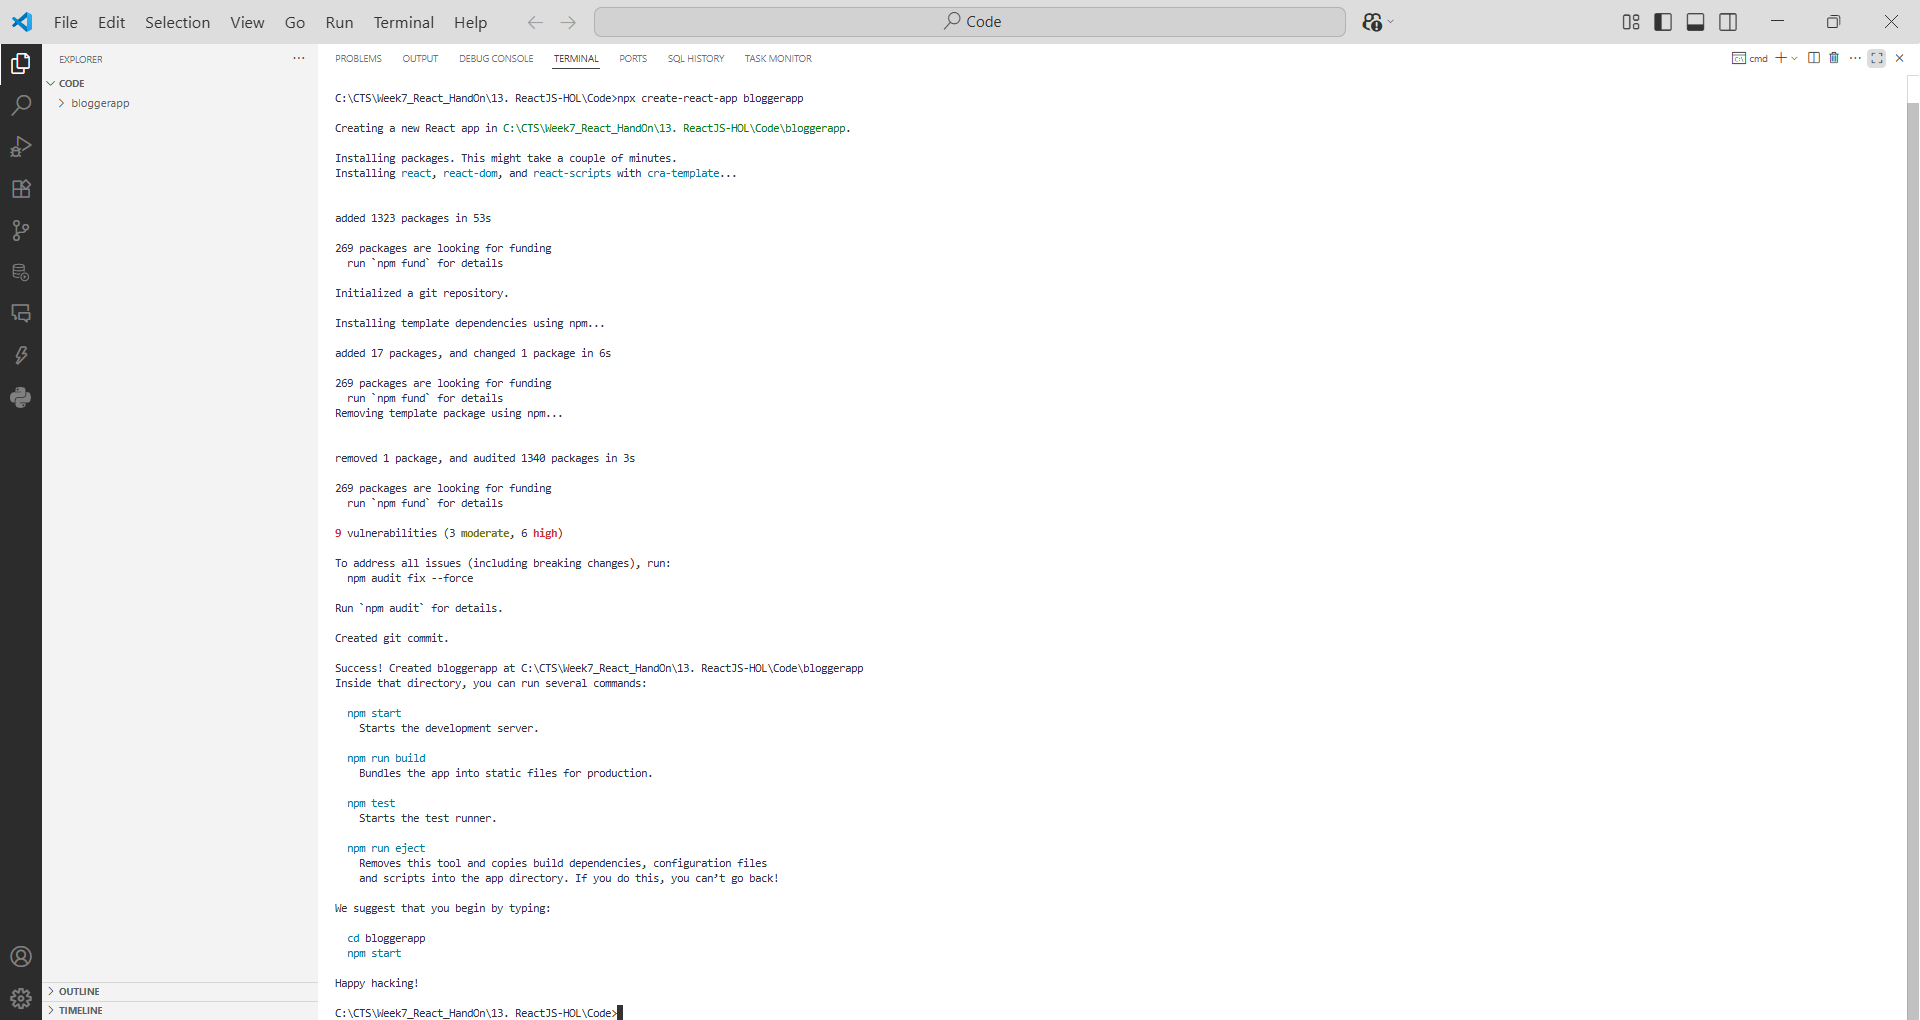 File Edit Selection View Go Run Terminal Help
Code
EXPLORER
CODE
bloggerapp
OUTLINE
TIMELINE
PROBLEMS OUTPUT DEBUG CONSOLE TERMINAL PORTS SQL HISTORY TASK MONITOR
cmd
C:\CTS\Week7_React_HandOn\13. ReactJS-HOL\Code>npx create-react-app bloggerapp
Creating a new React app in C:\CTS\Week7_React_HandOn\13. ReactJS-HOL\Code\bloggerapp.
Installing packages. This might take a couple of minutes.
Installing react, react-dom, and react-scripts with cra-template...
added 1323 packages in 53s
269 packages are looking for funding
run `npm fund` for details
Initialized a git repository.
Installing template dependencies using npm...
added 17 packages, and changed 1 package in 6s
269 packages are looking for funding
run `npm fund` for details
Removing template package using npm...
removed 1 package, and audited 1340 packages in 3s
269 packages are looking for funding
run `npm fund` for details
9 vulnerabilities (3 moderate, 6 high)
To address all issues (including breaking changes), run:
npm audit fix --force
Run `npm audit` for details.
Created git commit.
Success! Created bloggerapp at C:\CTS\Week7_React_HandOn\13. ReactJS-HOL\Code\bloggerapp
Inside that directory, you can run several commands:
npm start
Starts the development server.
npm run build
Bundles the app into static files for production.
npm test
Starts the test runner.
npm run eject
Removes this tool and copies build dependencies, configuration files
and scripts into the app directory. If you do this, you can’t go back!
We suggest that you begin by typing:
cd bloggerapp
npm start
Happy hacking!
C:\CTS\Week7_React_HandOn\13. ReactJS-HOL\Code>